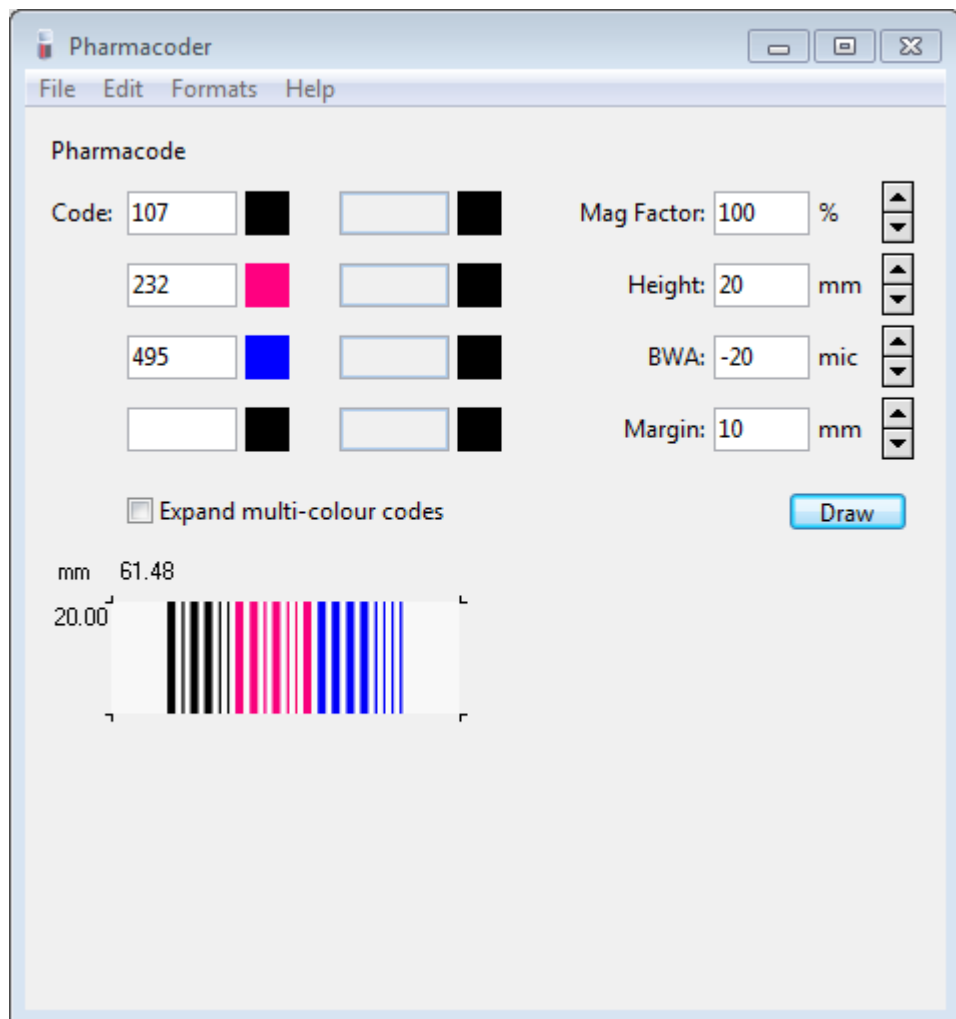 Pharmacoder
File Edit Formats Help
Pharmacode
Code: 107 Mag Factor: 100 %
232 Height: 20 mm
495 BWA: -20 mic
Margin: 10 mm
Expand multi-colour codes Draw
mm 61.48
20.00